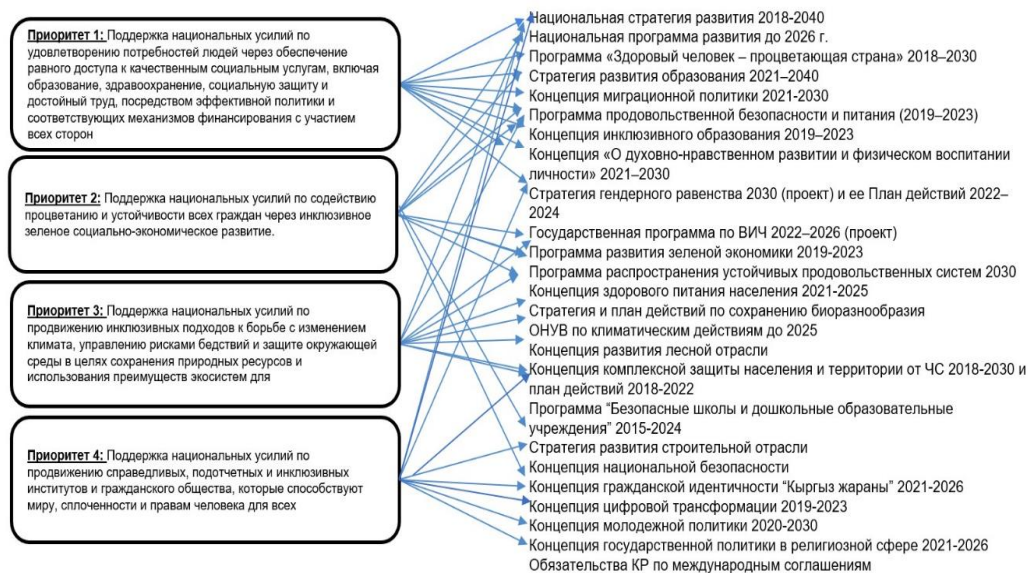 Приоритет 1: Поддержка национальных усилий по
удовлетворению потребностей людей через обеспечение
равного доступа к качественным социальным услугам, включая
образование, здравоохранение, социальную защиту и
достойный труд, посредством эффективной политики и
соответствующих механизмов финансирования с участием
всех сторон
Приоритет 2: Поддержка национальных усилий по содействию
процветанию и устойчивости всех граждан через инклюзивное
зеленое социально-экономическое развитие.
Приоритет 3: Поддержка национальных усилий по
продвижению инклюзивных подходов к борьбе с изменением
климата, управлению рисками бедствий и защите окружающей
среды в целях сохранения природных ресурсов и
использования преимуществ экосистем для
Приоритет 4: Поддержка национальных усилий по
продвижению справедливых, подотчетных и инклюзивных
институтов и гражданского общества, которые способствуют
миру, сплоченности и правам человека для всех
Национальная стратегия развития 2018-2040
Национальная программа развития до 2026 г.
Программа «Здоровый человек – процветающая страна» 2018–2030
Стратегия развития образования 2021–2040
Концепция миграционной политики 2021-2030
Программа продовольственной безопасности и питания (2019–2023)
Концепция инклюзивного образования 2019–2023
Концепция «О духовно-нравственном развитии и физическом воспитании
личности» 2021–2030
Стратегия гендерного равенства 2030 (проект) и ее План действий 2022–
2024
Государственная программа по ВИЧ 2022–2026 (проект)
Программа развития зеленой экономики 2019-2023
Программа распространения устойчивых продовольственных систем 2030
Концепция здорового питания населения 2021-2025
Стратегия и план действий по сохранению биоразнообразия
ОНУВ по климатическим действиям до 2025
Концепция развития лесной отрасли
Концепция комплексной защиты населения и территории от ЧС 2018-2030 и
план действий 2018-2022
Программа “Безопасные школы и дошкольные образовательные
учреждения” 2015-2024
Стратегия развития строительной отрасли
Концепция национальной безопасности
Концепция гражданской идентичности “Кыргыз жараны” 2021-2026
Концепция цифровой трансформации 2019-2023
Концепция молодежной политики 2020-2030
Концепция государственной политики в религиозной сфере 2021-2026
Обязательства КР по международным соглашениям